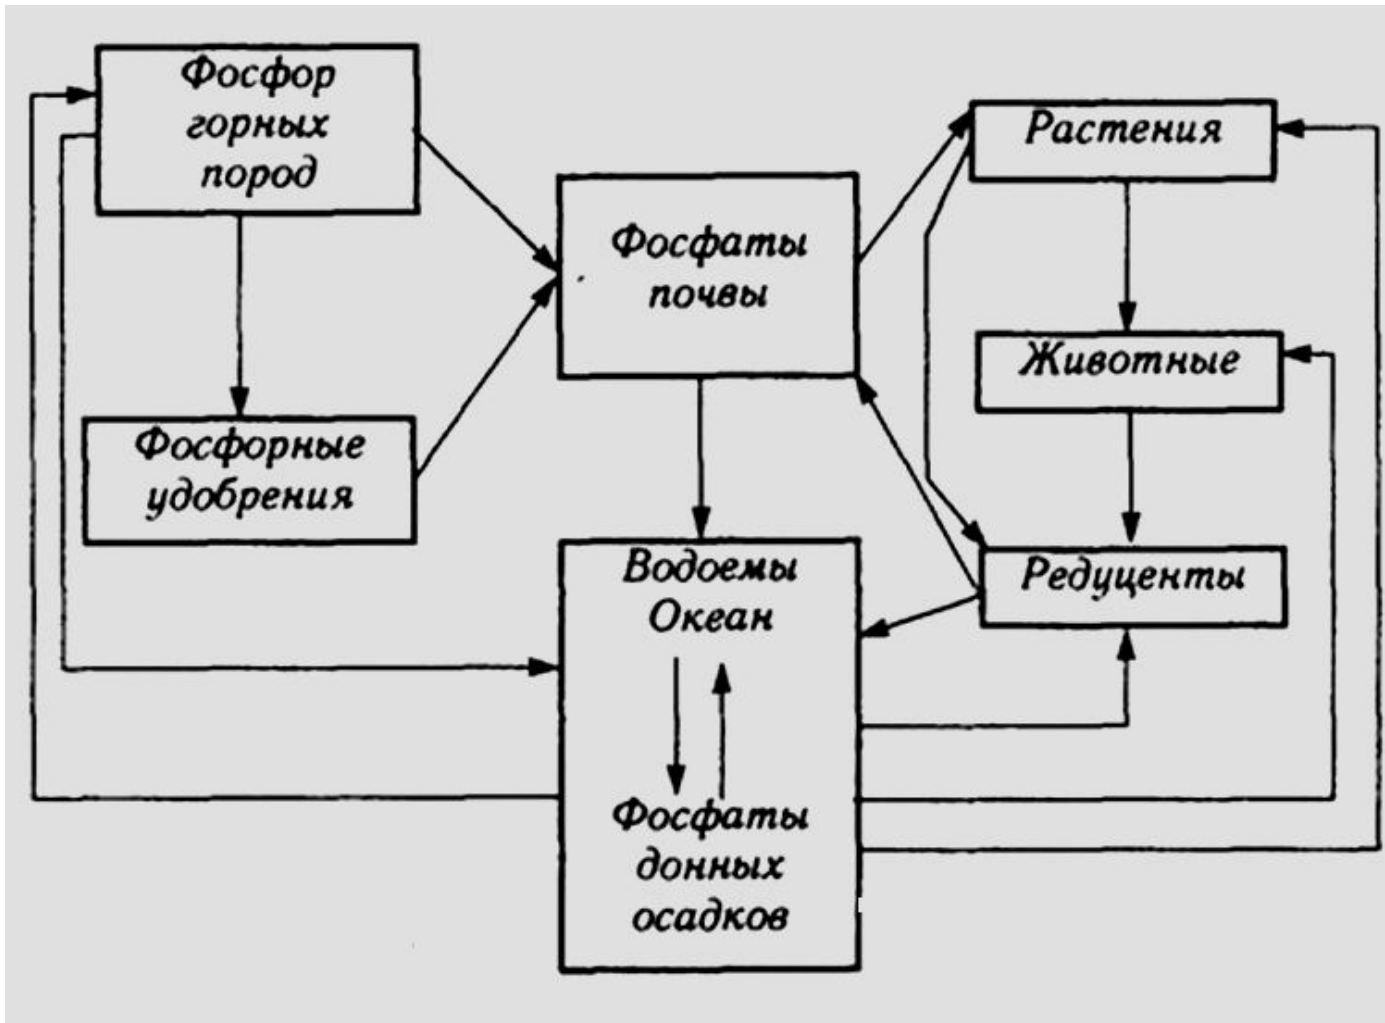 Фосфор
горных
пород
Фосфорные
удобрения
Фосфаты
почвы
Водоемы
Океан
Фосфаты
донных
осадков
Растения
Животные
Редуценты